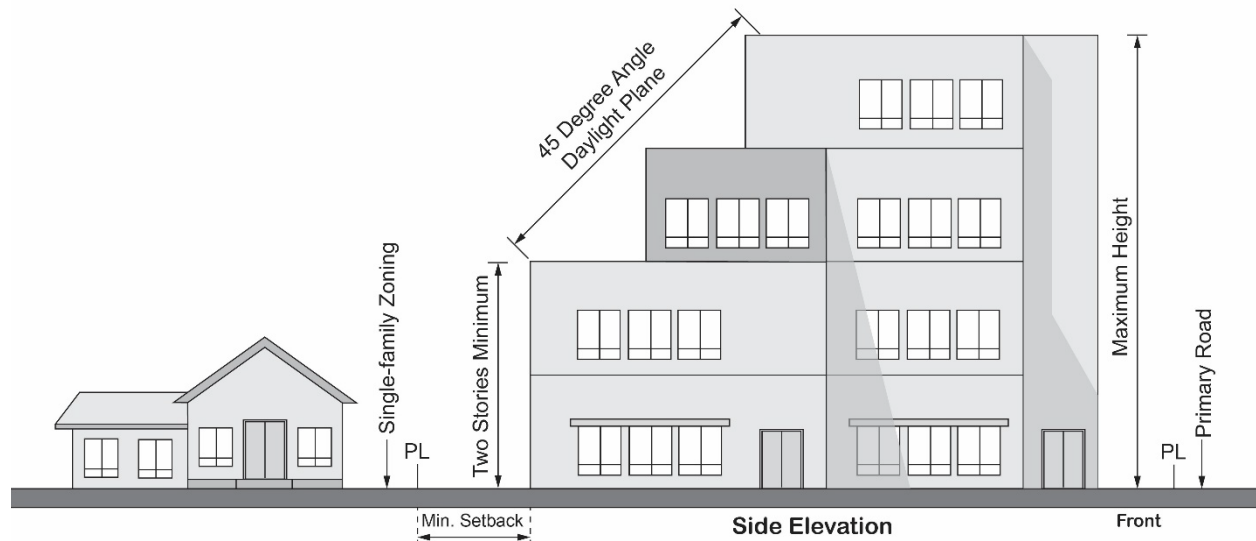 45 Degree Angle
Daylight Plane
Single-family Zoning
PL
Two Stories Minimum
Maximum Height
PL
Primary Road
Min. Setback
Side Elevation
Front